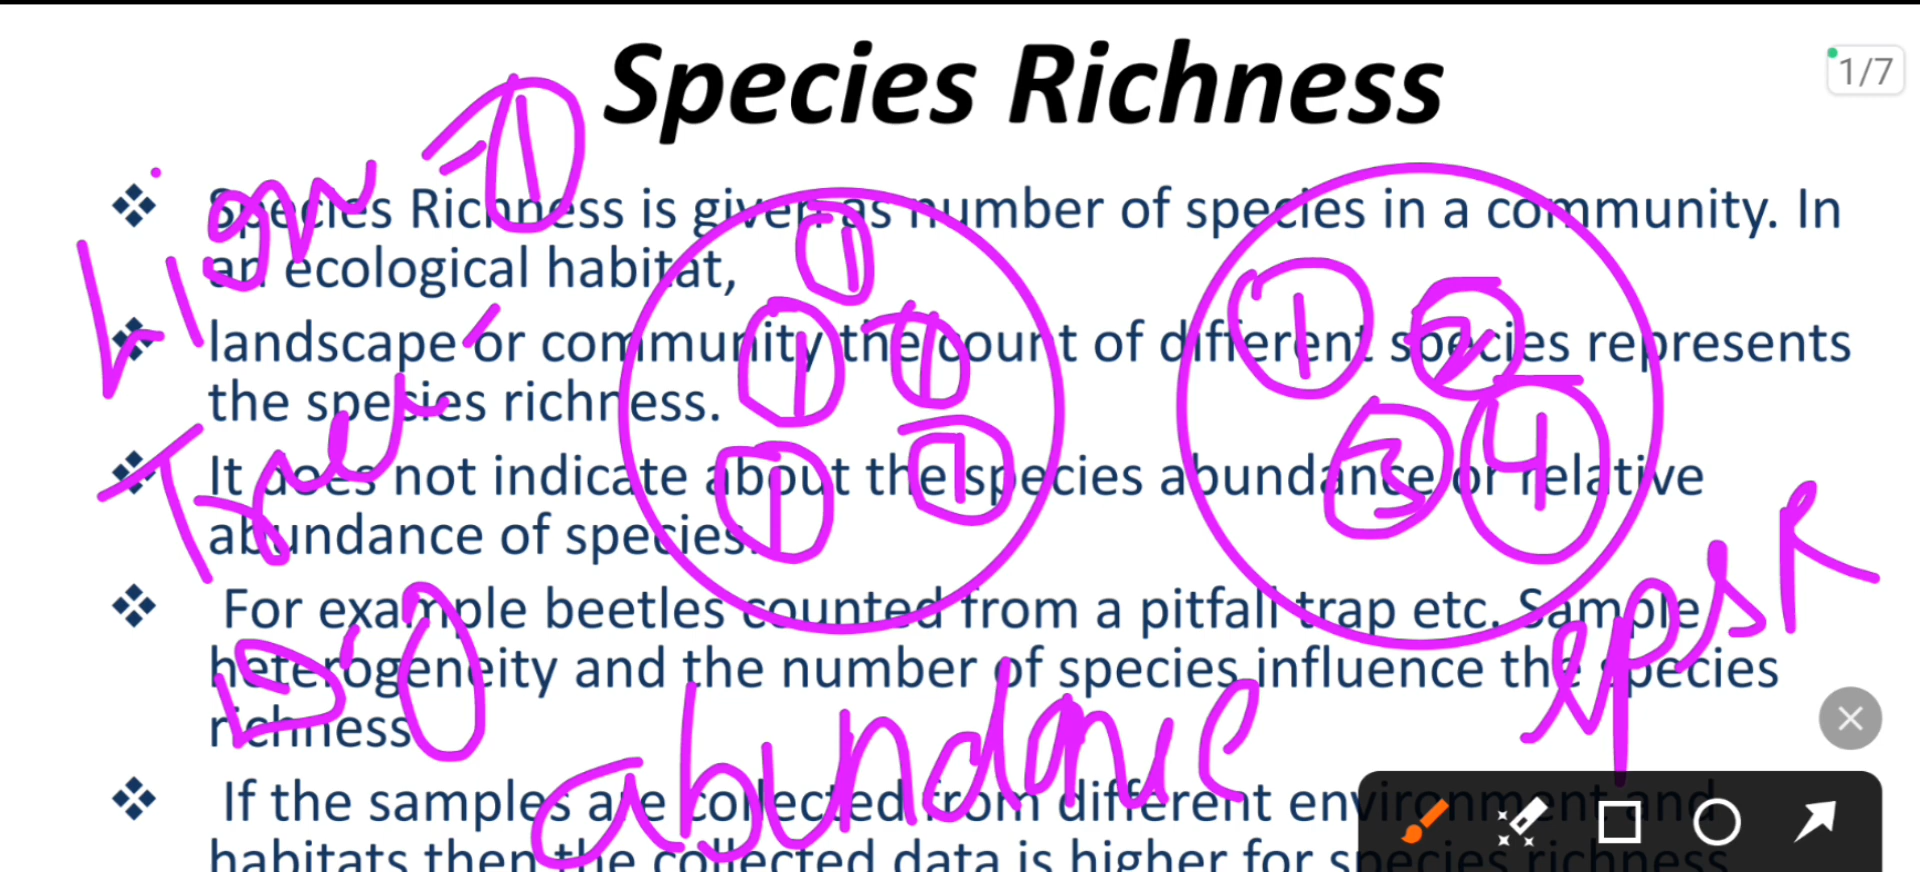 Species Richness
1/7
❖ Species Richness is given as number of species in a community. In
an ecological habitat,
❖ landscape or community the count of different species represents
the species richness.
❖ It does not indicate about the species abundance or relative
abundance of species.
❖ For example beetles counted from a pitfall trap etc. Sample
heterogeneity and the number of species influence the species
richness
❖ If the samples are collected from different environment and
habitats then the collected data is higher for species richness
Lion 1
Tree
1
1 1
1 1
1 2
3 4